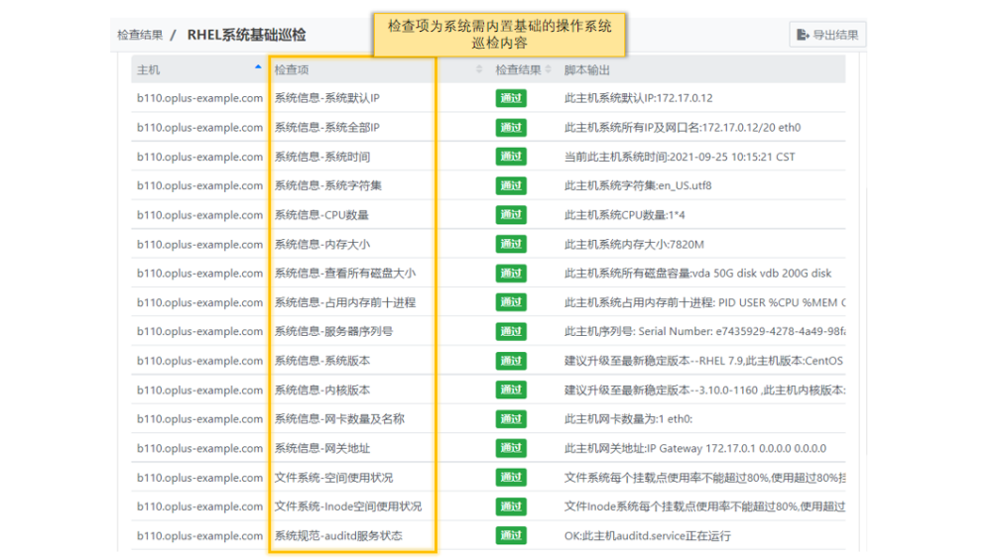 检查项为系统需内置基础的操作系统
巡检内容
检查结果 / RHEL系统基础巡检
导出结果
主机 检查项 检查结果 脚本输出
b110.oplus-example.com 系统信息-系统默认IP 通过 此主机系统默认IP:172.17.0.12
b110.oplus-example.com 系统信息-系统全部IP 通过 此主机系统所有IP及网口名:172.17.0.12/20 eth0
b110.oplus-example.com 系统信息-系统时间 通过 当前此主机系统时间:2021-09-25 10:15:21 CST
b110.oplus-example.com 系统信息-系统字符集 通过 此主机系统字符集:en_US.utf8
b110.oplus-example.com 系统信息-CPU数量 通过 此主机系统CPU数量:1*4
b110.oplus-example.com 系统信息-内存大小 通过 此主机系统内存大小:7820M
b110.oplus-example.com 系统信息-查看所有磁盘大小 通过 此主机系统所有磁盘容量:vda 50G disk vdb 200G disk
b110.oplus-example.com 系统信息-占用内存前十进程 通过 此主机系统占用内存前十进程: PID USER %CPU %MEM C
b110.oplus-example.com 系统信息-服务器序列号 通过 此主机序列号: Serial Number: e7435929-4278-4a49-98fa
b110.oplus-example.com 系统信息-系统版本 通过 建议升级至最新稳定版本--RHEL 7.9,此主机版本:CentOS
b110.oplus-example.com 系统信息-内核版本 通过 建议升级至最新稳定版本--3.10.0-1160 ,此主机内核版本:
b110.oplus-example.com 系统信息-网卡数量及名称 通过 此主机网卡数量为:1 eth0:
b110.oplus-example.com 系统信息-网关地址 通过 此主机网关地址:IP Gateway 172.17.0.1 0.0.0.0 0.0.0.0
b110.oplus-example.com 文件系统-空间使用状况 通过 文件系统每个挂载点使用率不能超过80%,使用超过80%挂
b110.oplus-example.com 文件系统-Inode空间使用状况 通过 文件Inode系统每个挂载点使用率不能超过80%,使用超过
b110.oplus-example.com 系统规范-auditd服务状态 通过 OK:此主机auditd.service正在运行